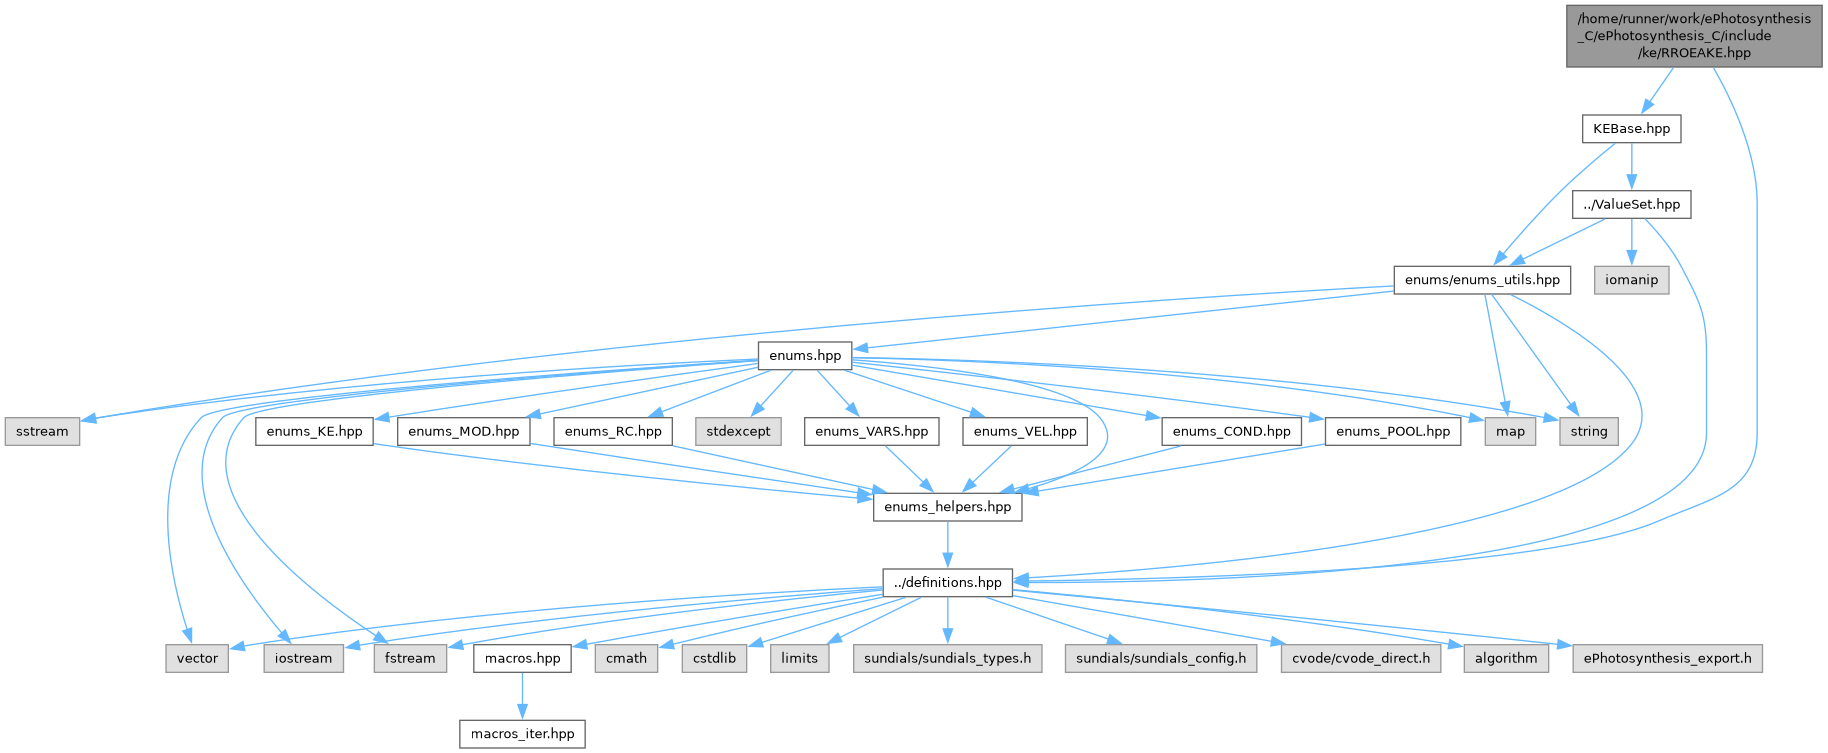 /home/runner/work/ePhotosynthesis
_C/ePhotosynthesis_C/include
/ke/RROEAKE.hpp
KEBase.hpp
../ValueSet.hpp
enums/enums_utils.hpp
iomanip
enums.hpp
sstream
enums_KE.hpp
enums_MOD.hpp
enums_RC.hpp
stdexcept
enums_VARS.hpp
enums_VEL.hpp
enums_COND.hpp
enums_POOL.hpp
map
string
enums_helpers.hpp
../definitions.hpp
vector
iostream
fstream
macros.hpp
cmath
cstdlib
limits
sundials/sundials_types.h
sundials/sundials_config.h
cvode/cvode_direct.h
algorithm
ePhotosynthesis_export.h
macros_iter.hpp